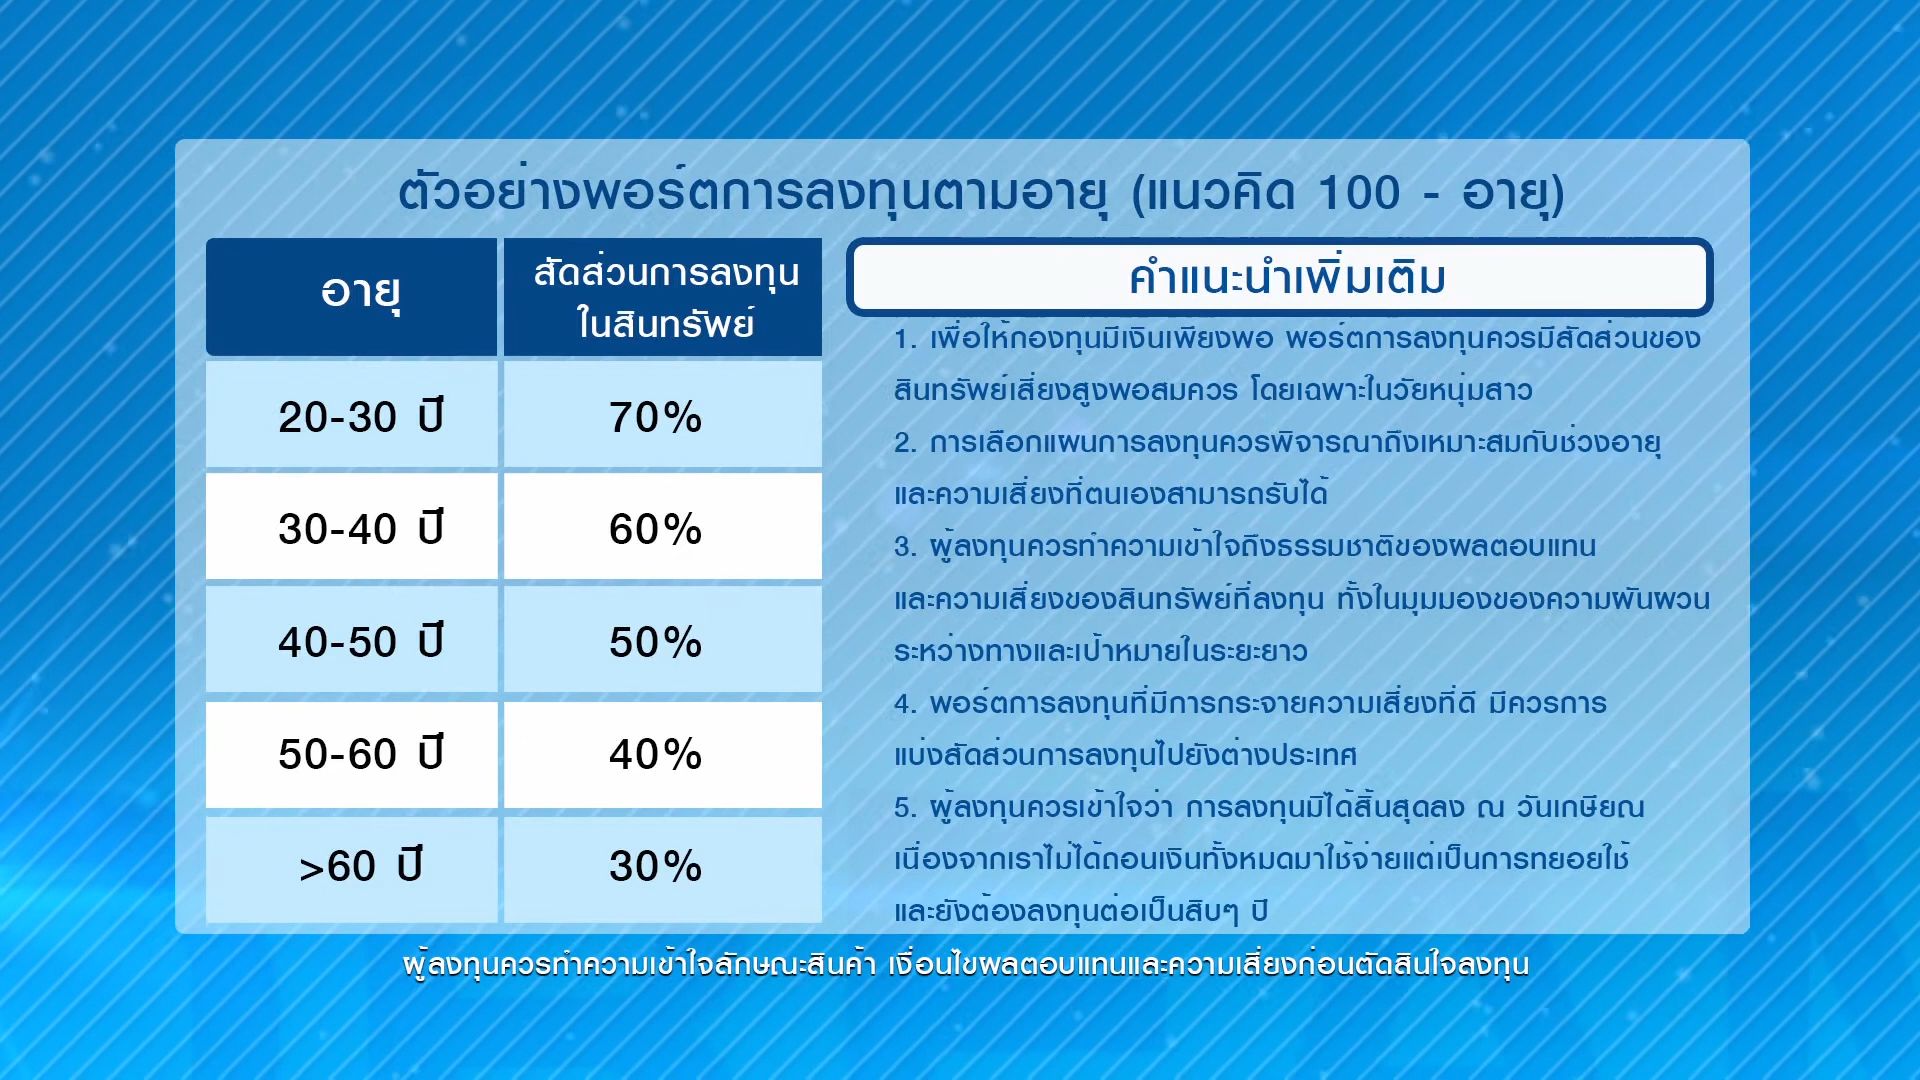 ตัวอย่างพอร์ตการลงทุนตามอายุ (แนวคิด 100 - อายุ)
อายุ
สัดส่วนการลงทุน
ในสินทรัพย์
20-30 ปี
70%
30-40 ปี
60%
40-50 ปี
50%
50-60 ปี
40%
>60 ปี
30%
คำแนะนำเพิ่มเติม
1. เพื่อให้กองทุนมีเงินเพียงพอ พอร์ตการลงทุนควรมีสัดส่วนของ
สินทรัพย์เสี่ยงสูงพอสมควร โดยเฉพาะในวัยหนุ่มสาว
2. การเลือกแผนการลงทุนควรพิจารณาถึงเหมาะสมกับช่วงอายุ
และความเสี่ยงที่ตนเองสามารถรับได้
3. ผู้ลงทุนควรทำความเข้าใจถึงธรรมชาติของผลตอบแทน
และความเสี่ยงของสินทรัพย์ที่ลงทุน ทั้งในมุมมองของความผันผวน
ระหว่างทางและเป้าหมายในระยะยาว
4. พอร์ตการลงทุนที่มีการกระจายความเสี่ยงที่ดี มีควรการ
แบ่งสัดส่วนการลงทุนไปยังต่างประเทศ
5. ผู้ลงทุนควรเข้าใจว่า การลงทุนมิได้สิ้นสุดลง ณ วันเกษียณ
เนื่องจากเราไม่ได้ถอนเงินทั้งหมดมาใช้จ่ายแต่เป็นการทยอยใช้
และยังต้องลงทุนต่อเป็นสิบๆ ปี
ผู้ลงทุนควรทำความเข้าใจลักษณะสินค้า เงื่อนไขผลตอบแทนและความเสี่ยงก่อนตัดสินใจลงทุน